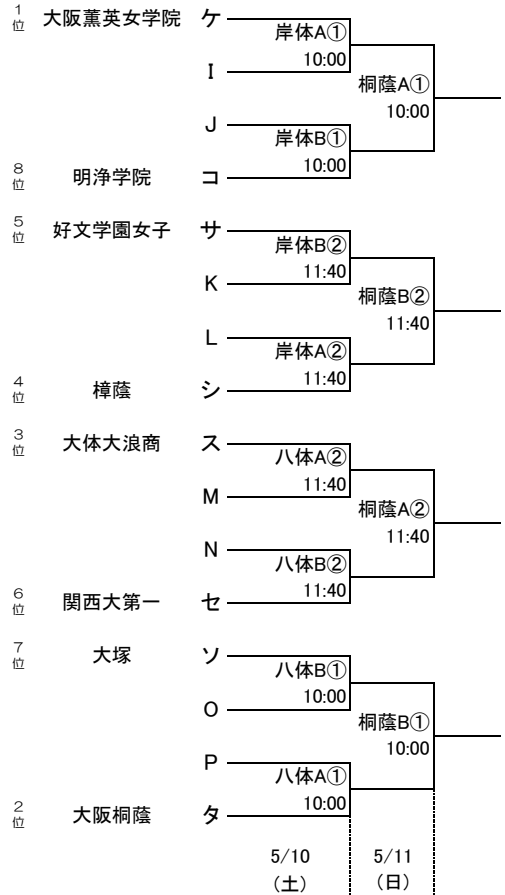 1位 大阪薫英女学院 ケ
岸体A①
10:00
I
桐蔭A①
10:00
J
岸体B①
10:00
8位 明浄学院 コ
5位 好文学園女子 サ
岸体B②
11:40
K
桐蔭B②
11:40
L
岸体A②
11:40
4位 樟蔭 シ
3位 大体大浪商 ス
八体A②
11:40
M
桐蔭A②
11:40
N
八体B②
11:40
6位 関西大第一 セ
7位 大塚 ソ
八体B①
10:00
O
桐蔭B①
10:00
P
八体A①
10:00
2位 大阪桐蔭 タ
5/10 5/11
(土) (日)